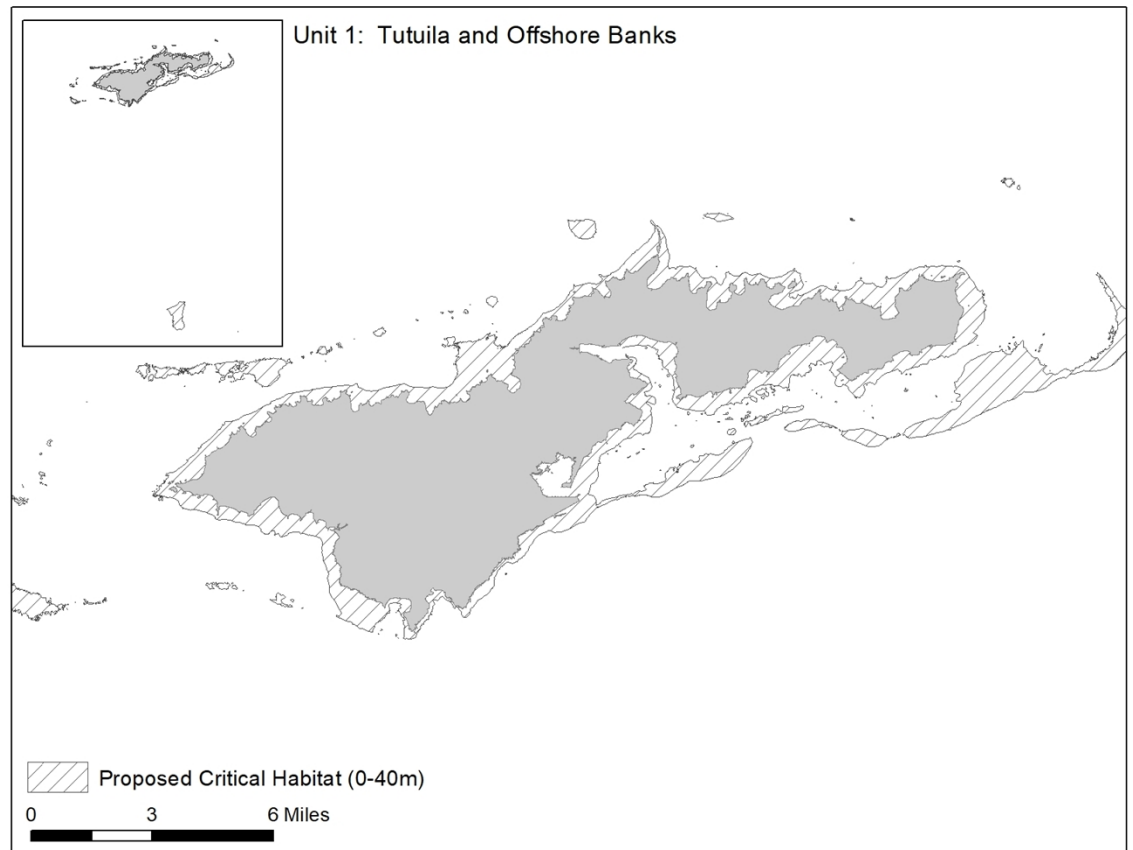 Unit 1: Tutuila and Offshore Banks
Proposed Critical Habitat (0-40m)
0 3 6 Miles